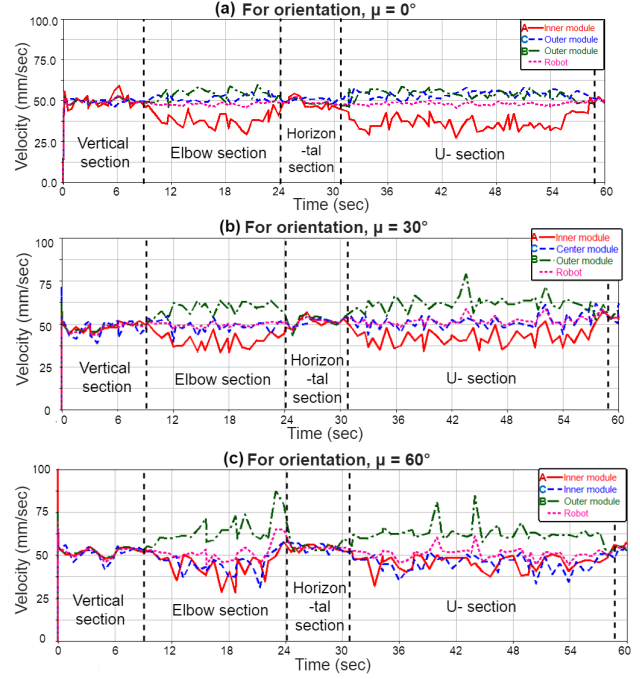 (a) For orientation, µ = 0°
A Inner module
C Outer module
B Outer module
Robot
100.0
75.0
50.0
25.0
0.0
Velocity (mm/sec)
Vertical
section
Elbow section
Horizon
-tal
section
U- section
0 6 12 18 24 30 36 42 48 54 60
Time (sec)
(b) For orientation, µ = 30°
A Inner module
C Center module
B Outer module
Robot
100
75
50
25
0
Velocity (mm/sec)
Vertical
section
Elbow section
Horizon
-tal
section
U- section
0 6 12 18 24 30 36 42 48 54 60
Time (sec)
(c) For orientation, µ = 60°
A Inner module
C Inner module
B Outer module
Robot
100
75
50
25
0
Velocity (mm/sec)
Vertical
section
Elbow section
Horizon
-tal
section
U- section
0 6 12 18 24 30 36 42 48 54 60
Time (sec)